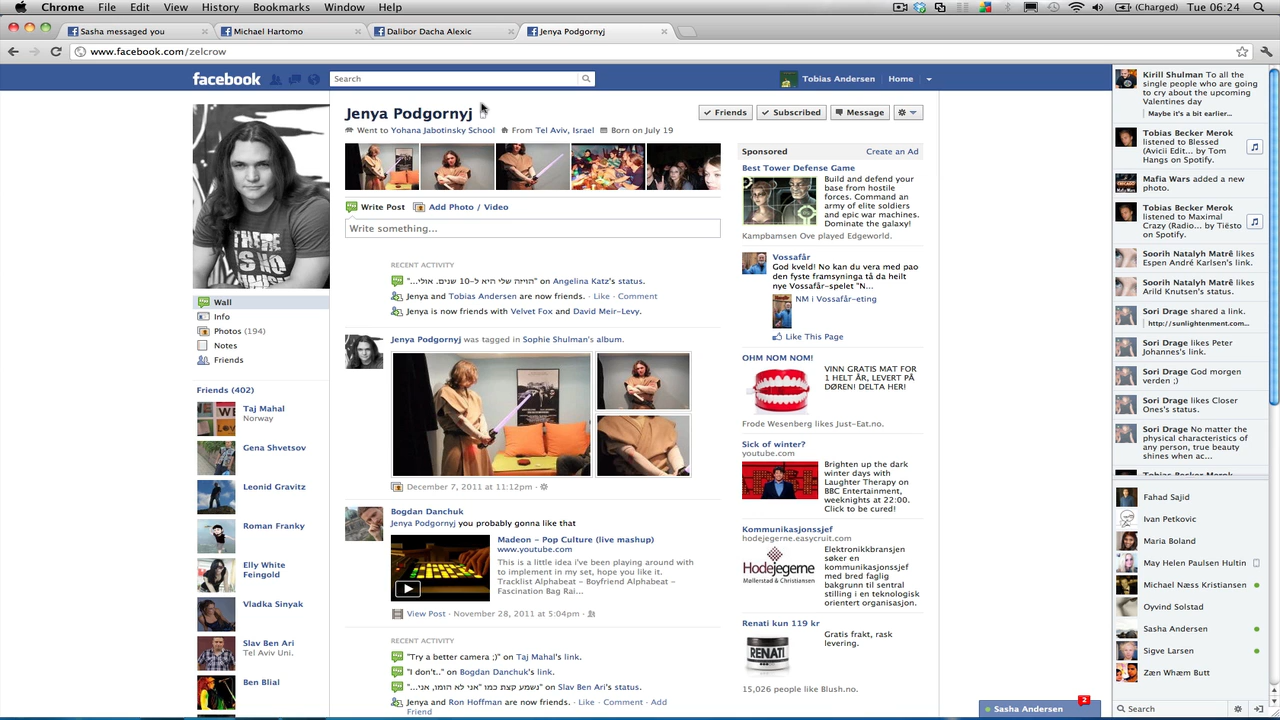 Chrome File Edit View History Bookmarks Window Help (Charged) Tue 06:24
Sasha messaged you Michael Hartomo Dalibor Dacha Alexic Jenya Podgornyj
www.facebook.com/zelcrow
facebook Search Tobias Andersen Home
Jenya Podgornyj
Friends Subscribed Message
Went to Yohana Jabotinsky School From Tel Aviv, Israel Born on July 19
Write Post Add Photo / Video
Write something...
Wall
Info
Photos (194)
Notes
Friends
Friends (402)
Taj Mahal
Norway
Gena Shvetsov
Leonid Gravitz
Roman Franky
Elly White
Feingold
Vladka Sinyak
Slav Ben Ari
Tel Aviv Uni.
Ben Blial
RECENT ACTIVITY
"הויזה שלי היא ל-10 שנים. אולי..." on Angelina Katz's status.
Jenya and Tobias Andersen are now friends. · Like · Comment
Jenya is now friends with Velvet Fox and David Meir-Levy.
Jenya Podgornyj was tagged in Sophie Shulman's album.
December 7, 2011 at 11:12pm ·
Bogdan Danchuk
Jenya Podgornyj you probably gonna like that
Madeon - Pop Culture (live mashup)
www.youtube.com
This is a little idea i've been playing around with
to implement in my set, hope you like it.
Tracklist Alphabeat - Boyfriend Alphabeat -
Fascination Bag Rai...
View Post · November 28, 2011 at 5:04pm ·
RECENT ACTIVITY
"Try a better camera ;)" on Taj Mahal's link.
"I don't.." on Bogdan Danchuk's link.
"נשמע קצת כמו "אני לא הומו, אני..." on Slav Ben Ari's status.
Jenya and Ron Hoffman are now friends. · Like · Comment · Add
Friend
Sponsored Create an Ad
Best Tower Defense Game
Build and defend your
base from hostile
forces. Command an
army of elite soldiers
and epic war machines.
Dominate the galaxy!
Kampbamsen Ove played Edgeworld.
Vossafår
God kveld! No kan du vera med pao
den fyste framsyninga tå da hellt
nye Vossafår-spelet "N...
NM i Vossafår-eting
Like This Page
OHM NOM NOM!
VINN GRATIS MAT FOR
1 HELT ÅR, LEVERT PÅ
DØREN! DELTA HER!
Frode Wesenberg likes Just-Eat.no.
Sick of winter?
youtube.com
Brighten up the dark
winter days with
Laughter Therapy on
BBC Entertainment,
weeknights at 22:00.
Click to be cured!
Kommunikasjonssjef
hodejegerne.easycruit.com
Elektronikkbransjen
søker en
kommunikasjonssjef
med bred faglig
bakgrunn til sentral
stilling i en teknologisk
orientert organisasjon.
Hodejegerne
Møllerstad & Christiansen
Renati kun 119 kr
Gratis frakt, rask
levering.
RENATI
15,026 people like Blush.no.
Kirill Shulman To all the
single people who are going
to cry about the upcoming
Valentines day
Maybe it's a bit earlier...
Tobias Becker Merok
listened to Blessed
(Avicii Edit... by Tom
Hangs on Spotify.
Mafia Wars added a new
photo.
Tobias Becker Merok
listened to Maximal
Crazy (Radio... by Tiësto
on Spotify.
Soorih Natalyh Matrê likes
Espen André Karlsen's link.
Soorih Natalyh Matrê likes
Arild Knutsen's status.
Sori Drage shared a link.
http://sunlightenment.com...
Sori Drage likes Peter
Johannes's link.
Sori Drage God morgen
verden ;)
Sori Drage likes Closer
Ones's status.
Sori Drage No matter the
physical characteristics of
any person, true beauty
shines when ac...
Tobias Becker Merok
Fahad Sajid
Ivan Petkovic
Maria Boland
May Helen Paulsen Hultin
Michael Næss Kristiansen
Oyvind Solstad
Sasha Andersen
Sigve Larsen
Zæn Whæm Butt
Search
Sasha Andersen 2
THERE
IS NO